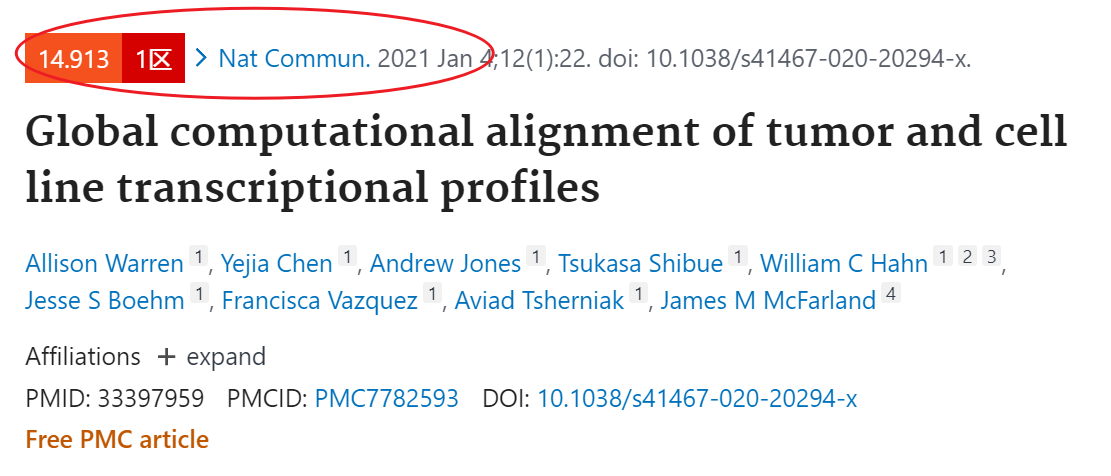 14.913 1区 > Nat Commun. 2021 Jan 4;12(1):22. doi: 10.1038/s41467-020-20294-x.
Global computational alignment of tumor and cell
line transcriptional profiles
Allison Warren 1, Yejia Chen 1, Andrew Jones 1, Tsukasa Shibue 1, William C Hahn 1 2 3,
Jesse S Boehm 1, Francisca Vazquez 1, Aviad Tsherniak 1, James M McFarland 4
Affiliations + expand
PMID: 33397959 PMCID: PMC7782593 DOI: 10.1038/s41467-020-20294-x
Free PMC article